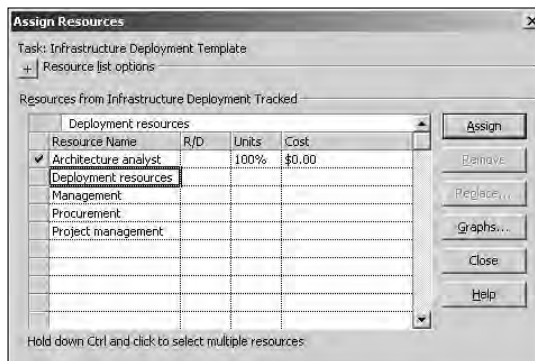 Assign Resources
Task: Infrastructure Deployment Template
+ Resource list options
Resources from Infrastructure Deployment Tracked
Deployment resources
Resource Name R/D Units Cost
Architecture analyst 100% $0.00
Deployment resources
Management
Procurement
Project management
Assign
Remove
Replace...
Graphs...
Close
Help
Hold down Ctrl and click to select multiple resources